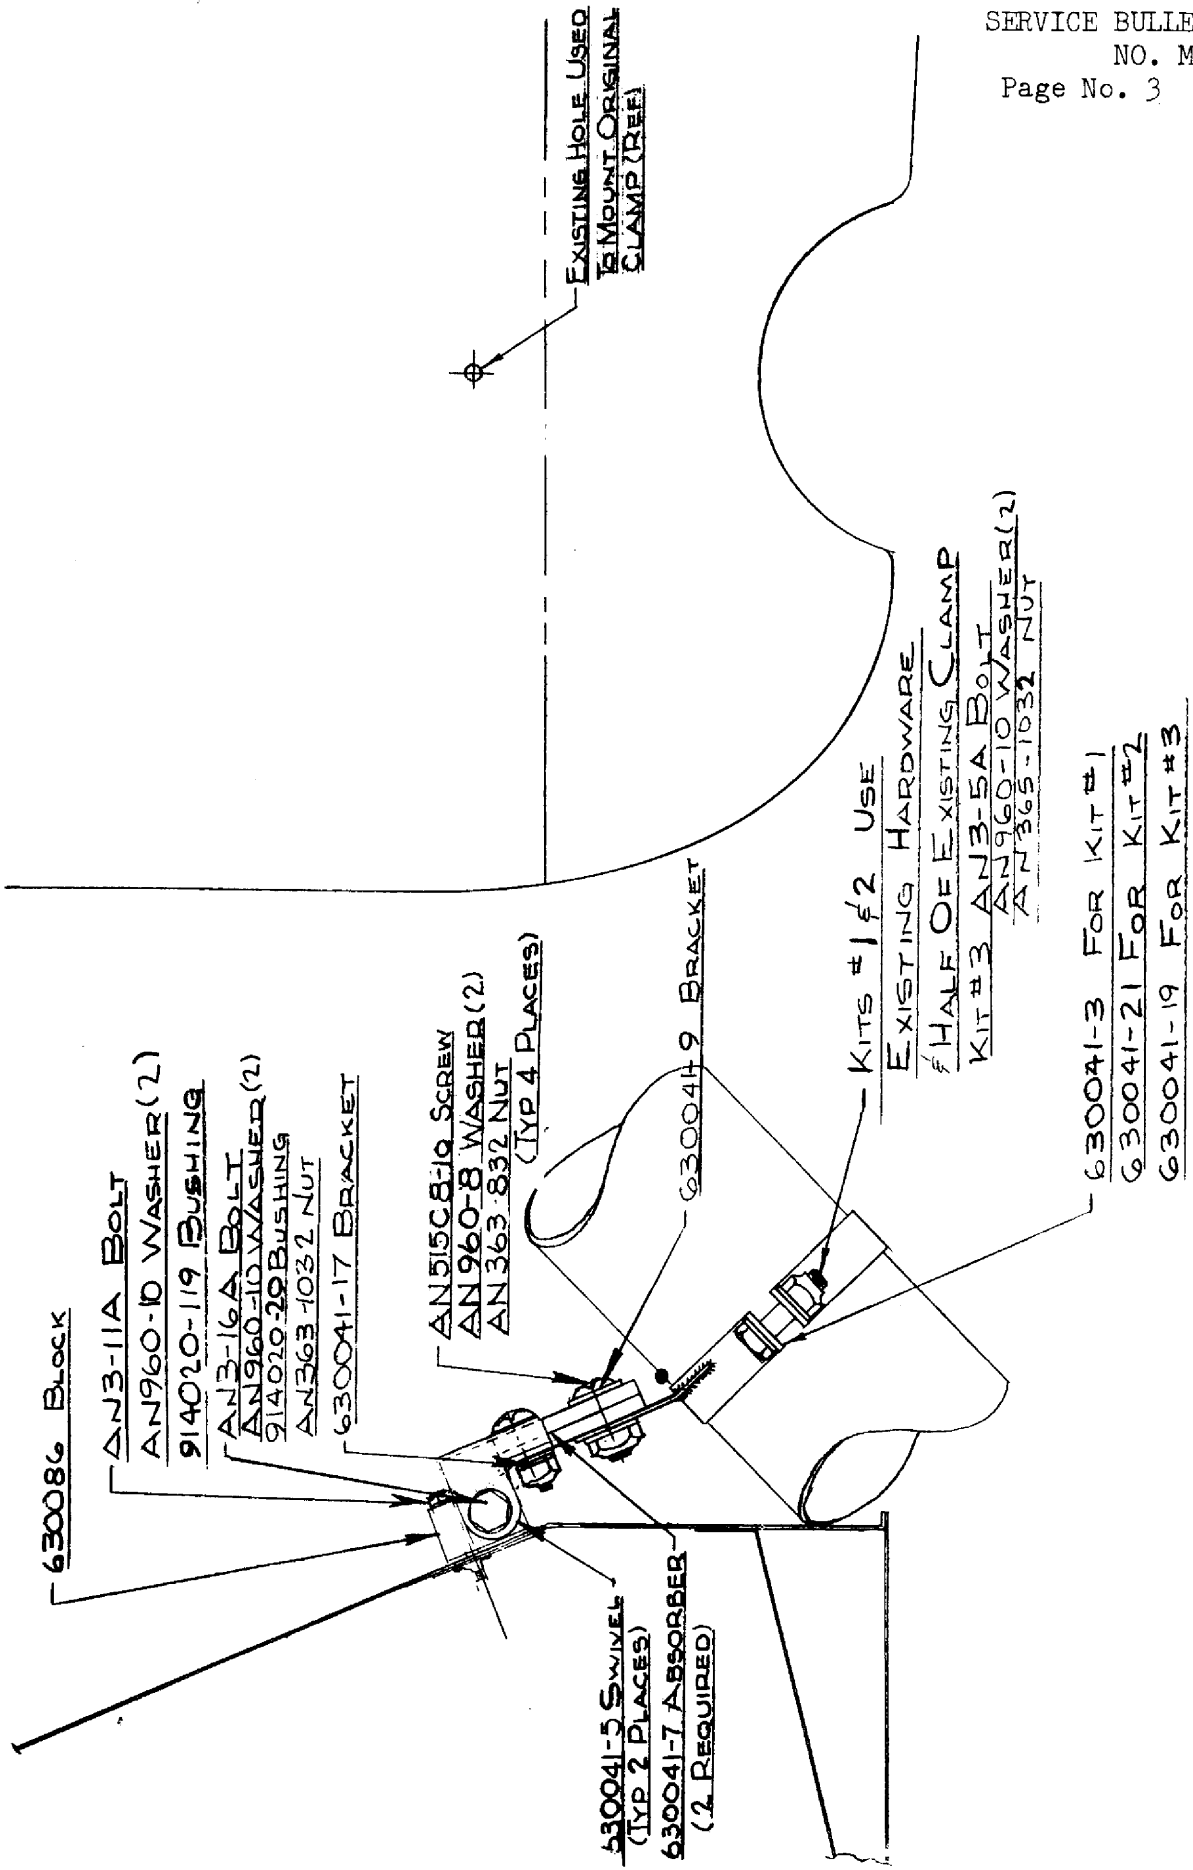 SERVICE BULLE
NO. M
Page No. 3
EXISTING HOLE USED
TO MOUNT ORIGINAL
CLAMP (REF)
630086 BLOCK
AN3-11A BOLT
AN960-10 WASHER (2)
914020-119 BUSHING
AN3-16A BOLT
AN960-10 WASHER (2)
914020-20 BUSHING
AN363-1032 NUT
630041-17 BRACKET
AN515C8-10 SCREW
AN960-8 WASHER (2)
AN363-832 NUT
(TYP 4 PLACES)
630041-9 BRACKET
KITS #1 & 2 USE
EXISTING HARDWARE
& HALF OF EXISTING CLAMP
KIT #3 AN3-5A BOLT
AN960-10 WASHER (2)
AN365-1032 NUT
630041-3 FOR KIT #1
630041-21 FOR KIT #2
630041-19 FOR KIT #3
630041-5 SWIVEL
(TYP 2 PLACES)
630041-7 ABSORBER
(2 REQUIRED)